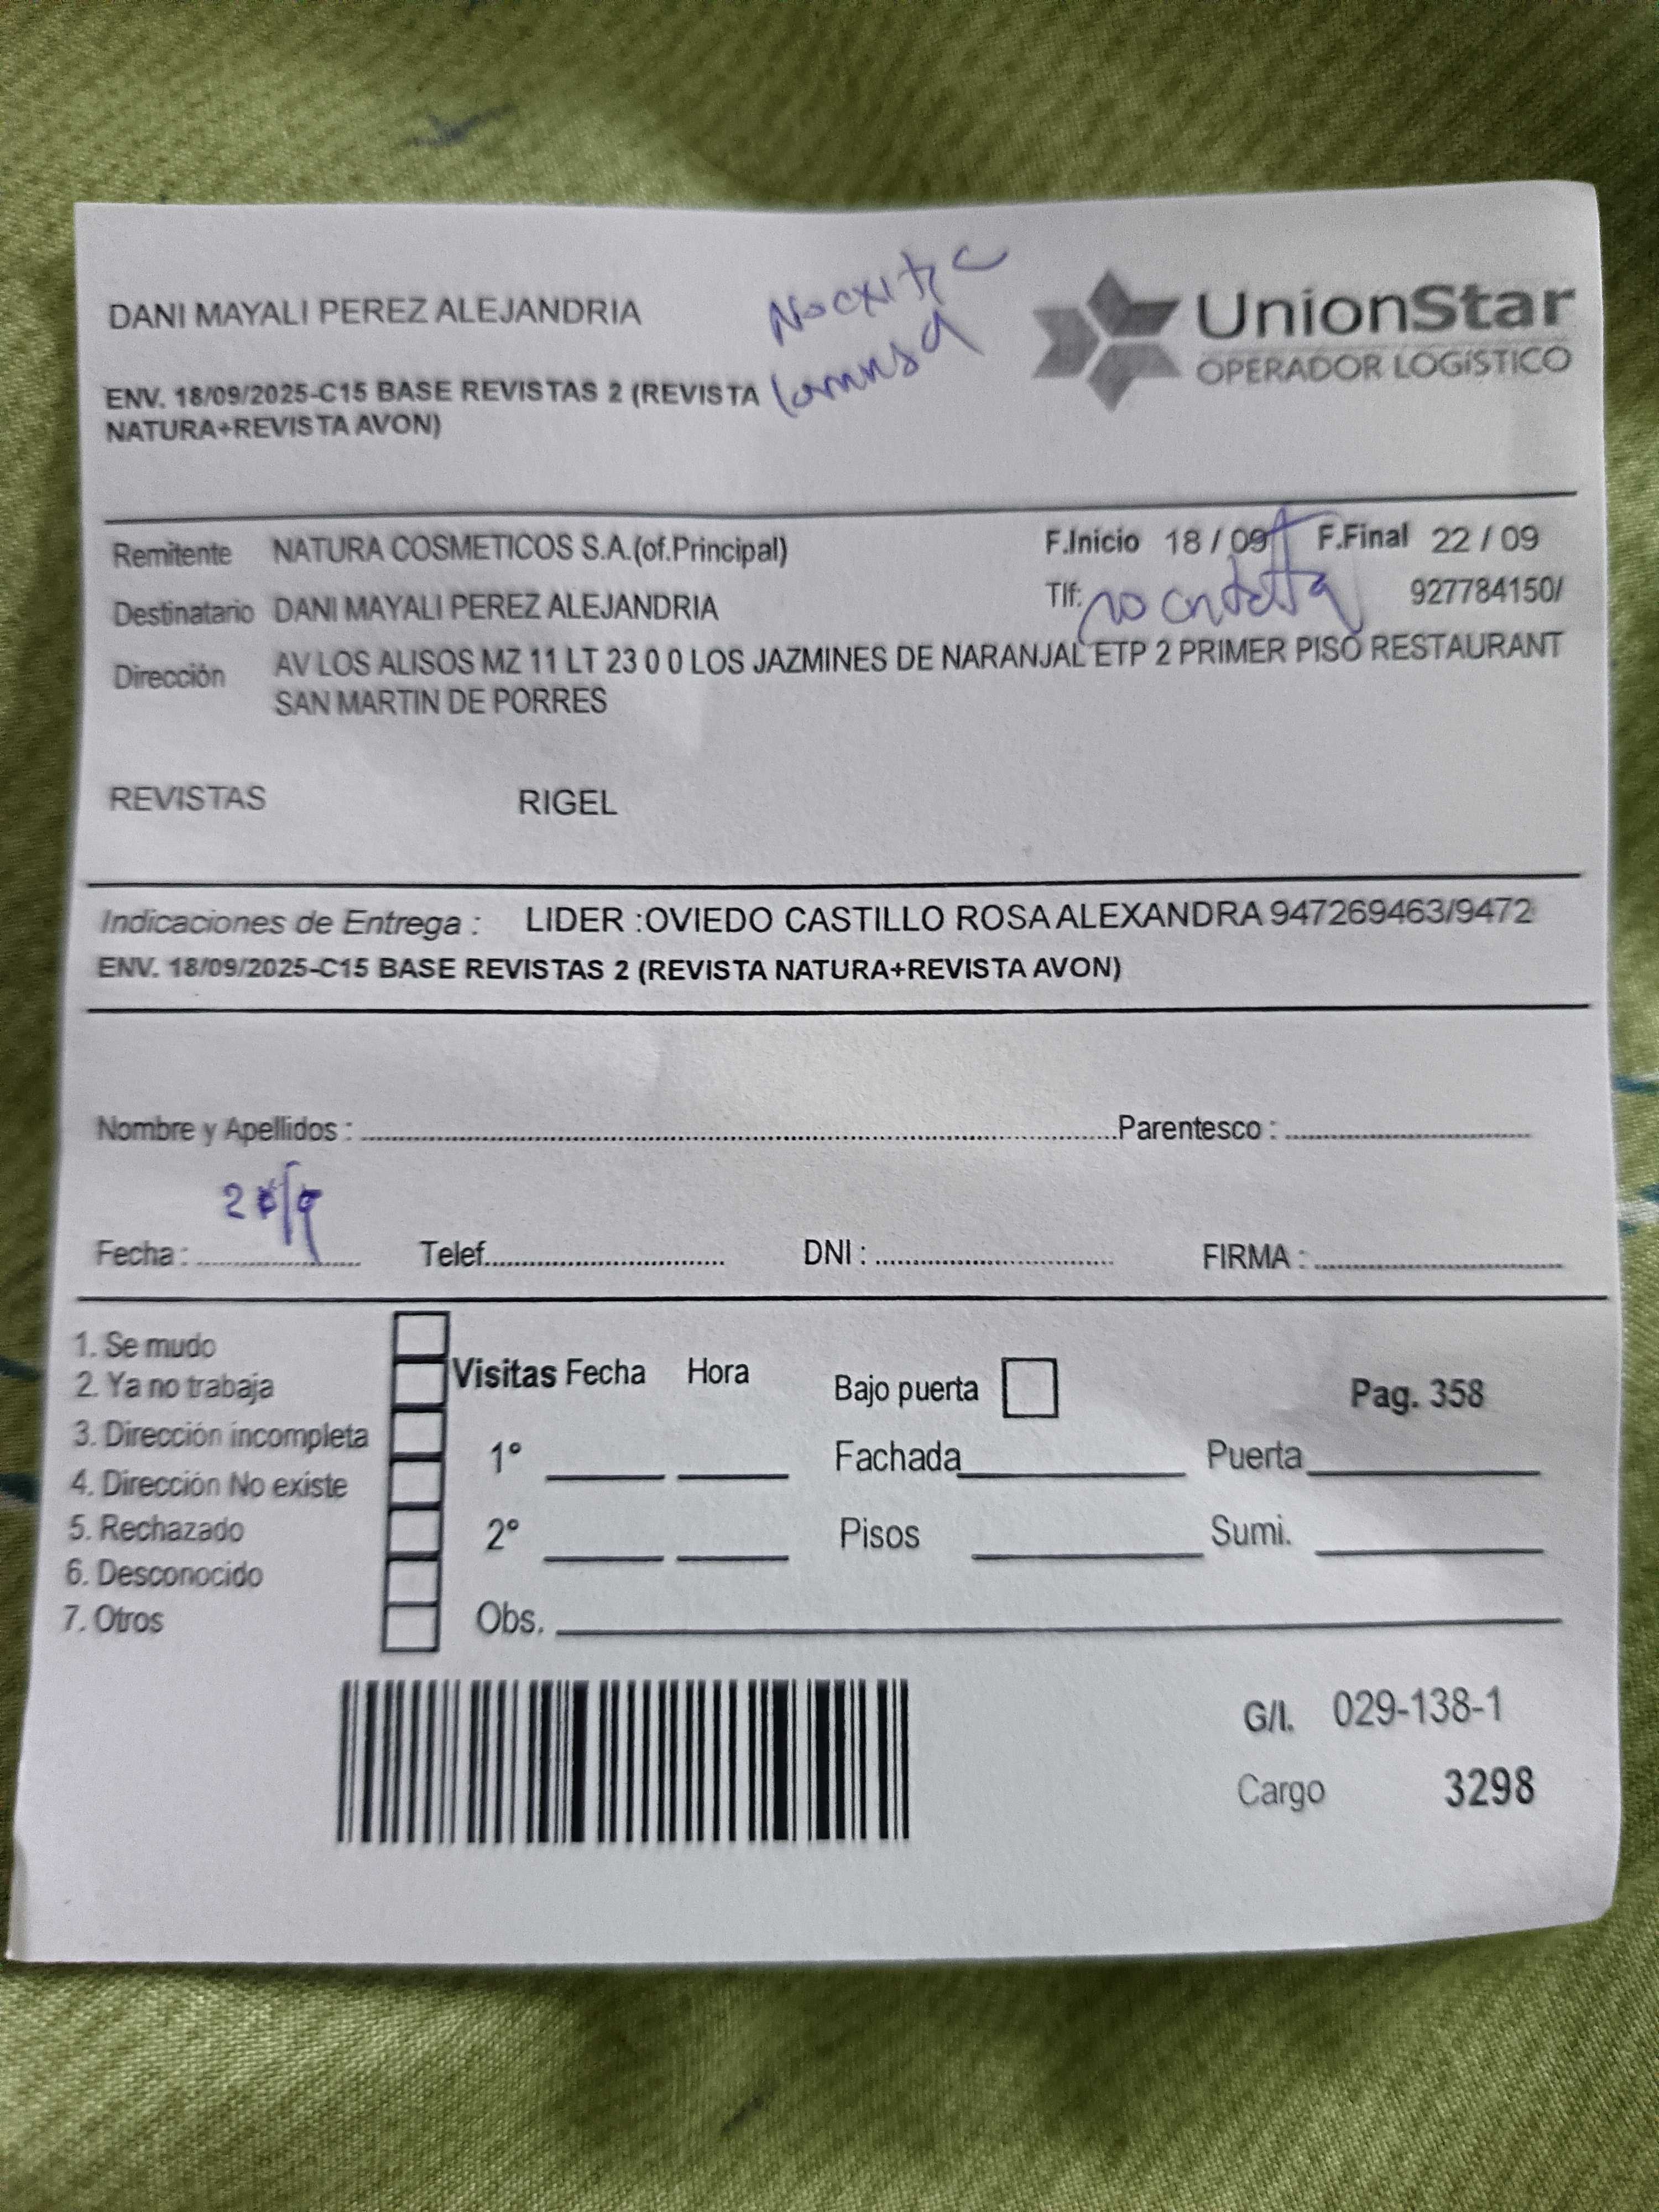 DANI MAYALI PEREZ ALEJANDRIA
No existe
UnionStar
OPERADOR LOGÍSTICO
ENV. 18/09/2025-C15 BASE REVISTAS 2 (REVISTA
NATURA+REVISTA AVON)
Remitente NATURA COSMETICOS S.A.(of.Principal) F.Inicio 18 / 09 F.Final 22 / 09
Destinatario DANI MAYALI PEREZ ALEJANDRIA Tlf: no contesta 927784150/
Dirección AV LOS ALISOS MZ 11 LT 23 0 0 LOS JAZMINES DE NARANJAL ETP 2 PRIMER PISO RESTAURANT
SAN MARTIN DE PORRES
REVISTAS RIGEL
Indicaciones de Entrega : LIDER :OVIEDO CASTILLO ROSA ALEXANDRA 947269463/9472
ENV. 18/09/2025-C15 BASE REVISTAS 2 (REVISTA NATURA+REVISTA AVON)
Nombre y Apellidos : Parentesco :
Fecha : Telef. DNI : FIRMA :
1. Se mudo
2. Ya no trabaja
3. Dirección incompleta
4. Dirección No existe
5. Rechazado
6. Desconocido
7. Otros
Visitas Fecha Hora
1°
2°
Obs.
Bajo puerta
Pag. 358
Fachada Puerta
Pisos Sumi.
G/I. 029-138-1
Cargo 3298